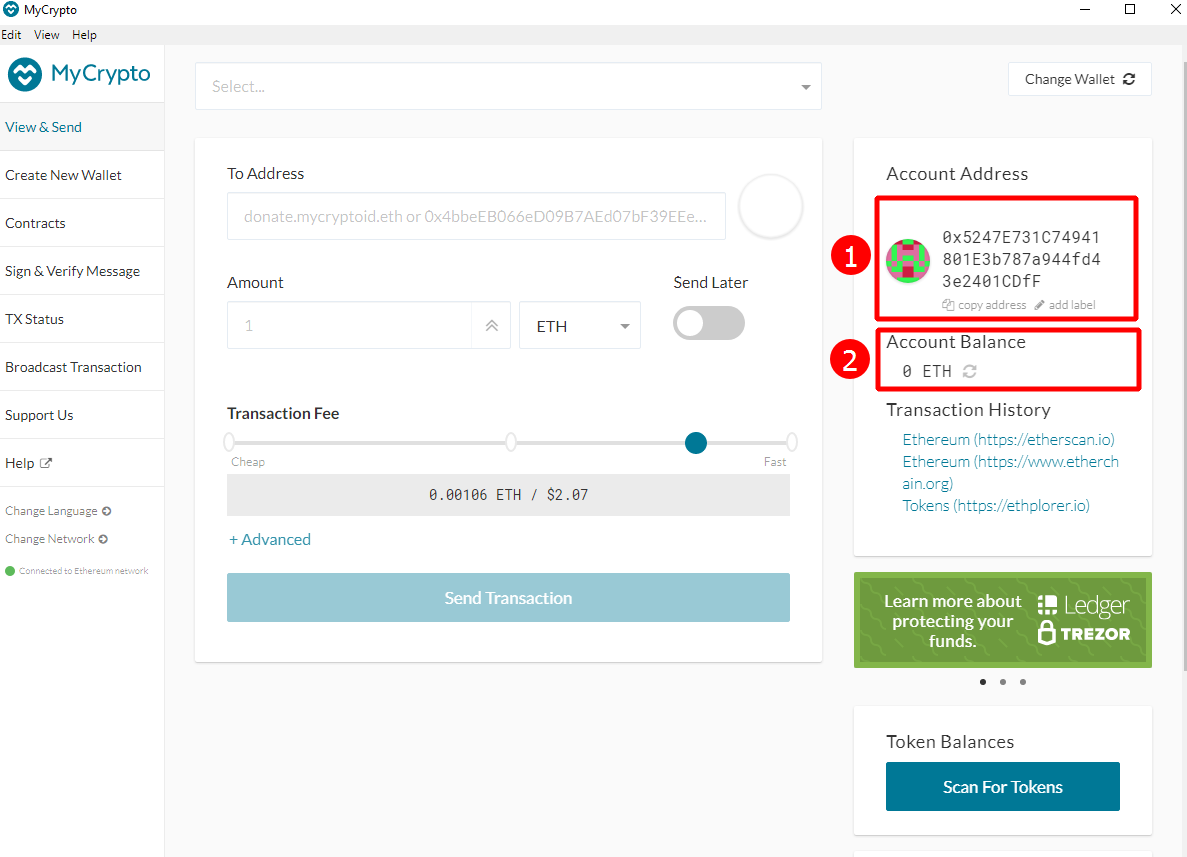 MyCrypto
Edit View Help
MyCrypto
View & Send
Create New Wallet
Contracts
Sign & Verify Message
TX Status
Broadcast Transaction
Support Us
Help
Change Language
Change Network
Connected to Ethereum network
Select...
Change Wallet
To Address
donate.mycryptoid.eth or 0x4bbeEB066eD09B7AEd07bF39EEe...
Amount
Send Later
1
ETH
Transaction Fee
Cheap
Fast
0.00106 ETH / $2.07
+ Advanced
Send Transaction
Account Address
1
0x5247E731C74941
801E3b787a944fd4
3e2401CDfF
copy address add label
2
Account Balance
0 ETH
Transaction History
Ethereum (https://etherscan.io)
Ethereum (https://www.etherch
ain.org)
Tokens (https://ethplorer.io)
Learn more about
protecting your
funds.
Ledger
TREZOR
Token Balances
Scan For Tokens